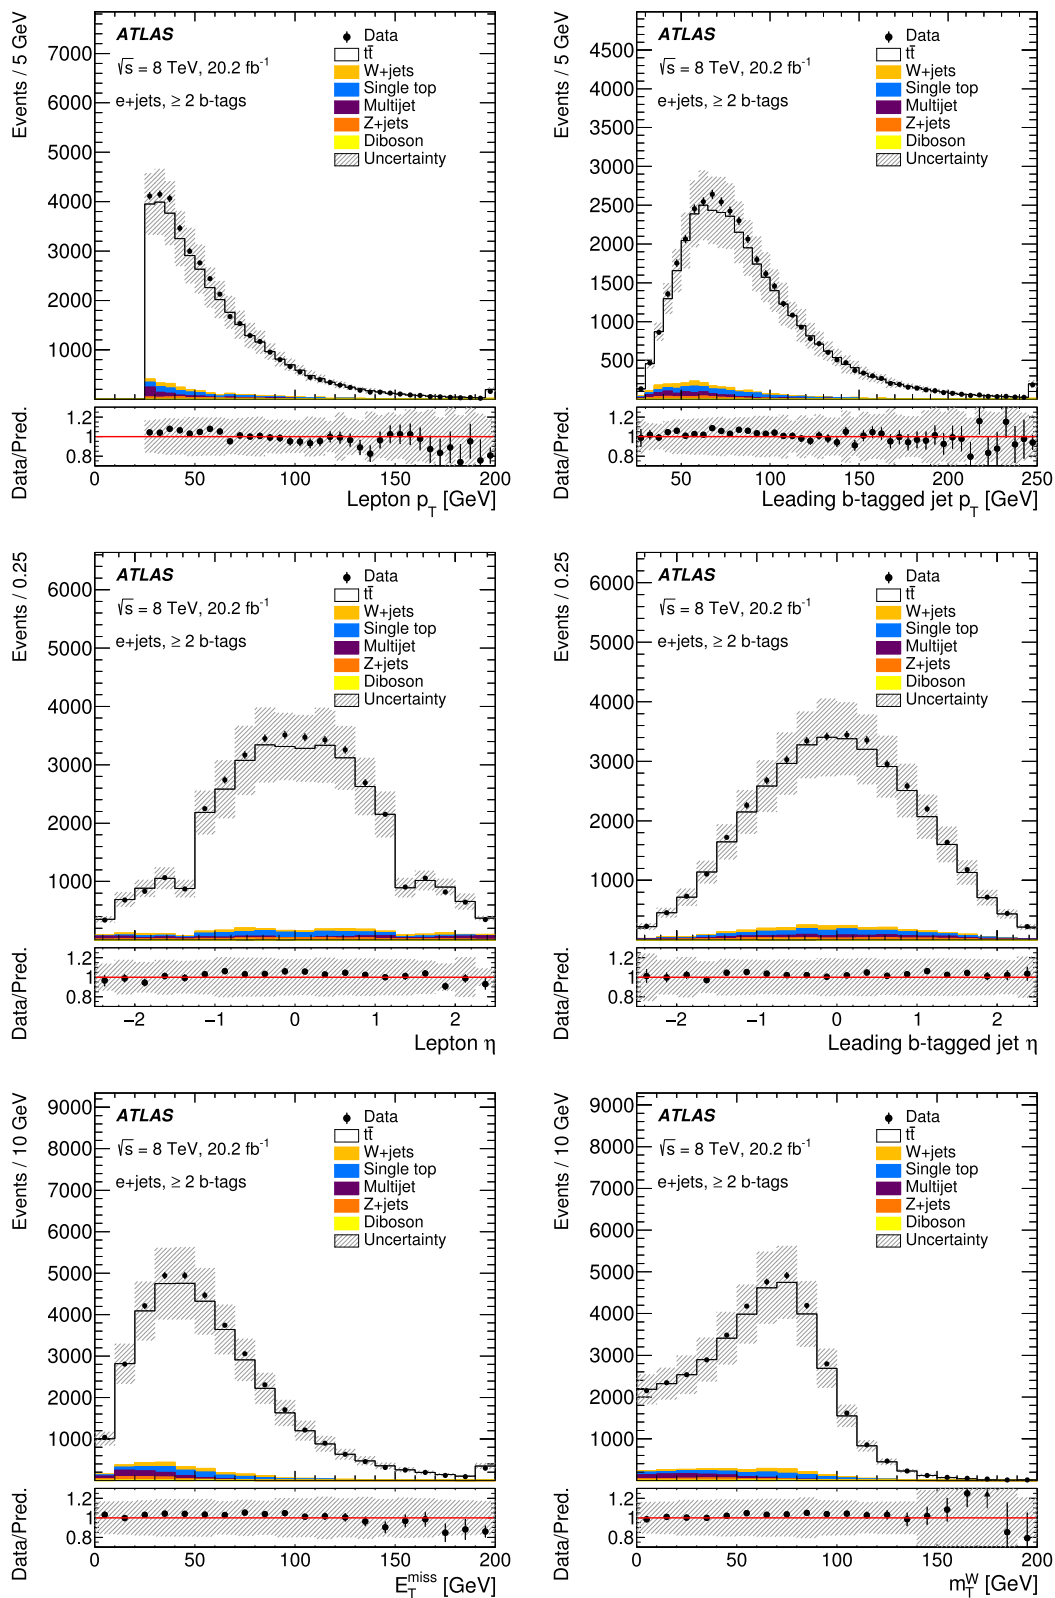 Events / 5 GeV
ATLAS
√s = 8 TeV, 20.2 fb⁻¹
e+jets, ≥ 2 b-tags
Data
tt̄
W+jets
Single top
Multijet
Z+jets
Diboson
Uncertainty
7000
6000
5000
4000
3000
2000
1000
Data/Pred.
1.2
1
0.8
0 50 100 150 200
Lepton p_T [GeV]
Events / 5 GeV
ATLAS
√s = 8 TeV, 20.2 fb⁻¹
e+jets, ≥ 2 b-tags
Data
tt̄
W+jets
Single top
Multijet
Z+jets
Diboson
Uncertainty
4500
4000
3500
3000
2500
2000
1500
1000
500
Data/Pred.
1.2
1
0.8
50 100 150 200 250
Leading b-tagged jet p_T [GeV]
Events / 0.25
ATLAS
√s = 8 TeV, 20.2 fb⁻¹
e+jets, ≥ 2 b-tags
Data
tt̄
W+jets
Single top
Multijet
Z+jets
Diboson
Uncertainty
6000
5000
4000
3000
2000
1000
Data/Pred.
1.2
1
0.8
−2 −1 0 1 2
Lepton η
Events / 0.25
ATLAS
√s = 8 TeV, 20.2 fb⁻¹
e+jets, ≥ 2 b-tags
Data
tt̄
W+jets
Single top
Multijet
Z+jets
Diboson
Uncertainty
6000
5000
4000
3000
2000
1000
Data/Pred.
1.2
1
0.8
−2 −1 0 1 2
Leading b-tagged jet η
Events / 10 GeV
ATLAS
√s = 8 TeV, 20.2 fb⁻¹
e+jets, ≥ 2 b-tags
Data
tt̄
W+jets
Single top
Multijet
Z+jets
Diboson
Uncertainty
9000
8000
7000
6000
5000
4000
3000
2000
1000
Data/Pred.
1.2
1
0.8
0 50 100 150 200
E_T^miss [GeV]
Events / 10 GeV
ATLAS
√s = 8 TeV, 20.2 fb⁻¹
e+jets, ≥ 2 b-tags
Data
tt̄
W+jets
Single top
Multijet
Z+jets
Diboson
Uncertainty
9000
8000
7000
6000
5000
4000
3000
2000
1000
Data/Pred.
1.2
1
0.8
0 50 100 150 200
m_T^W [GeV]